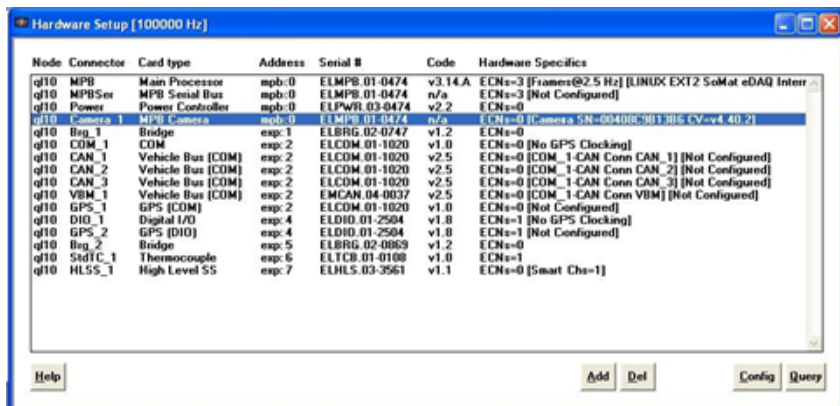 Hardware Setup [100000 Hz]
Node Connector Card type Address Serial # Code Hardware Specifics
ql10 MPB Main Processor mpb:0 ELMPB.01-0474 v3.14.A ECNs=3 [Frames@2.5 Hz] [LINUX EXT2 SoMat eDAQ Interr
ql10 MPBSer MPB Serial Bus mpb:0 ELMPB.01-0474 n/a ECNs=3 [Not Configured]
ql10 Power Power Controller mpb:0 ELPWR.03-0474 v2.2 ECNs=0
ql10 Camera_1 MPB Camera mpb:0 ELMPB.01-0474 n/a ECNs=0 [Camera SN=00408C9B13B6 CV=v4.40.2]
ql10 Brg_1 Bridge exp:1 ELBRG.02-0747 v1.2 ECNs=0
ql10 COM_1 COM exp:2 ELCOM.01-1020 v1.0 ECNs=0 [No GPS Clocking]
ql10 CAN_1 Vehicle Bus [COM] exp:2 ELCOM.01-1020 v2.5 ECNs=0 [COM_1-CAN Conn CAN_1] [Not Configured]
ql10 CAN_2 Vehicle Bus [COM] exp:2 ELCOM.01-1020 v2.5 ECNs=0 [COM_1-CAN Conn CAN_2] [Not Configured]
ql10 CAN_3 Vehicle Bus [COM] exp:2 ELCOM.01-1020 v2.5 ECNs=0 [COM_1-CAN Conn CAN_3] [Not Configured]
ql10 VBM_1 Vehicle Bus [COM] exp:2 EMCAN.04-0037 v2.5 ECNs=0 [COM_1-CAN Conn VBM] [Not Configured]
ql10 GPS_1 GPS [COM] exp:2 ELCOM.01-1020 v1.0 ECNs=0 [Not Configured]
ql10 DIO_1 Digital I/O exp:4 ELDIO.01-2504 v1.8 ECNs=1 [No GPS Clocking]
ql10 GPS_2 GPS [DIO] exp:4 ELDIO.01-2504 v1.8 ECNs=1 [Not Configured]
ql10 Brg_2 Bridge exp:5 ELBRG.02-0869 v1.2 ECNs=0
ql10 StdTC_1 Thermocouple exp:6 ELTCB.01-0108 v1.0 ECNs=1
ql10 HLSS_1 High Level SS exp:7 ELHLS.03-3561 v1.1 ECNs=0 [Smart Chs=1]
Help Add Del Config Query